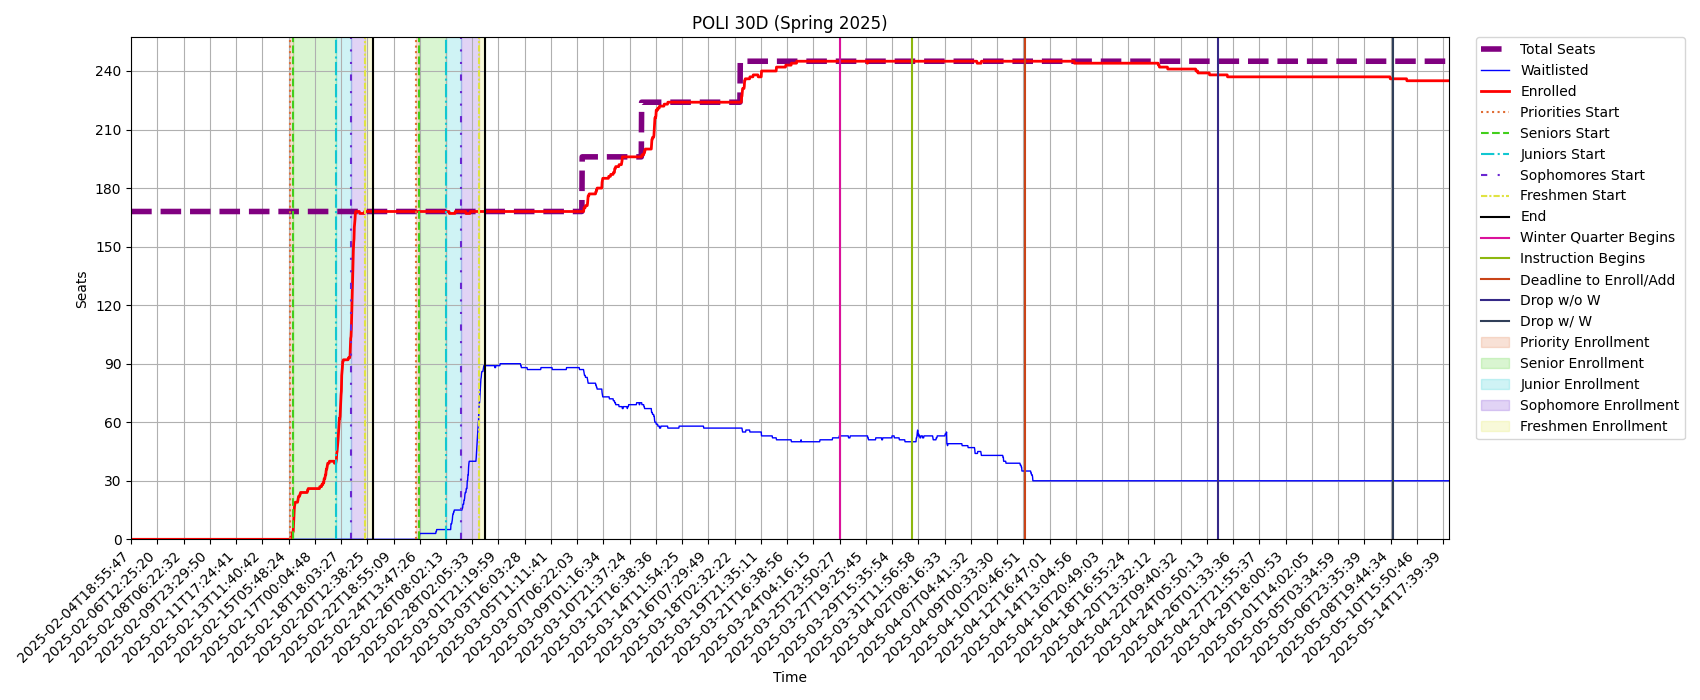 POLI 30D (Spring 2025)
Seats
240
210
180
150
120
90
60
30
0
2025-02-04T18:55:47
2025-02-06T12:25:20
2025-02-08T06:22:32
2025-02-09T23:29:50
2025-02-11T17:24:41
2025-02-13T11:40:42
2025-02-15T05:48:24
2025-02-17T00:04:48
2025-02-18T18:03:27
2025-02-20T12:38:25
2025-02-22T18:55:09
2025-02-24T13:47:26
2025-02-26T08:02:13
2025-02-28T02:05:33
2025-03-01T21:19:59
2025-03-03T16:03:28
2025-03-05T11:11:41
2025-03-07T06:22:03
2025-03-09T01:16:34
2025-03-10T21:37:24
2025-03-12T16:38:36
2025-03-14T11:54:25
2025-03-16T07:29:49
2025-03-18T02:32:22
2025-03-19T21:35:11
2025-03-21T16:38:56
2025-03-24T04:16:15
2025-03-25T23:50:27
2025-03-27T19:25:45
2025-03-29T15:35:54
2025-03-31T11:56:58
2025-04-02T08:16:33
2025-04-07T04:41:32
2025-04-09T00:33:30
2025-04-10T20:46:51
2025-04-12T16:47:01
2025-04-14T13:04:56
2025-04-16T20:49:03
2025-04-18T16:55:24
2025-04-20T13:32:12
2025-04-22T09:40:32
2025-04-24T05:50:13
2025-04-26T01:33:36
2025-04-27T21:55:37
2025-04-29T18:00:53
2025-05-01T14:02:05
2025-05-05T03:34:59
2025-05-06T23:35:39
2025-05-08T19:44:34
2025-05-10T15:50:46
2025-05-14T17:39:39
Time
Total Seats
Waitlisted
Enrolled
Priorities Start
Seniors Start
Juniors Start
Sophomores Start
Freshmen Start
End
Winter Quarter Begins
Instruction Begins
Deadline to Enroll/Add
Drop w/o W
Drop w/ W
Priority Enrollment
Senior Enrollment
Junior Enrollment
Sophomore Enrollment
Freshmen Enrollment